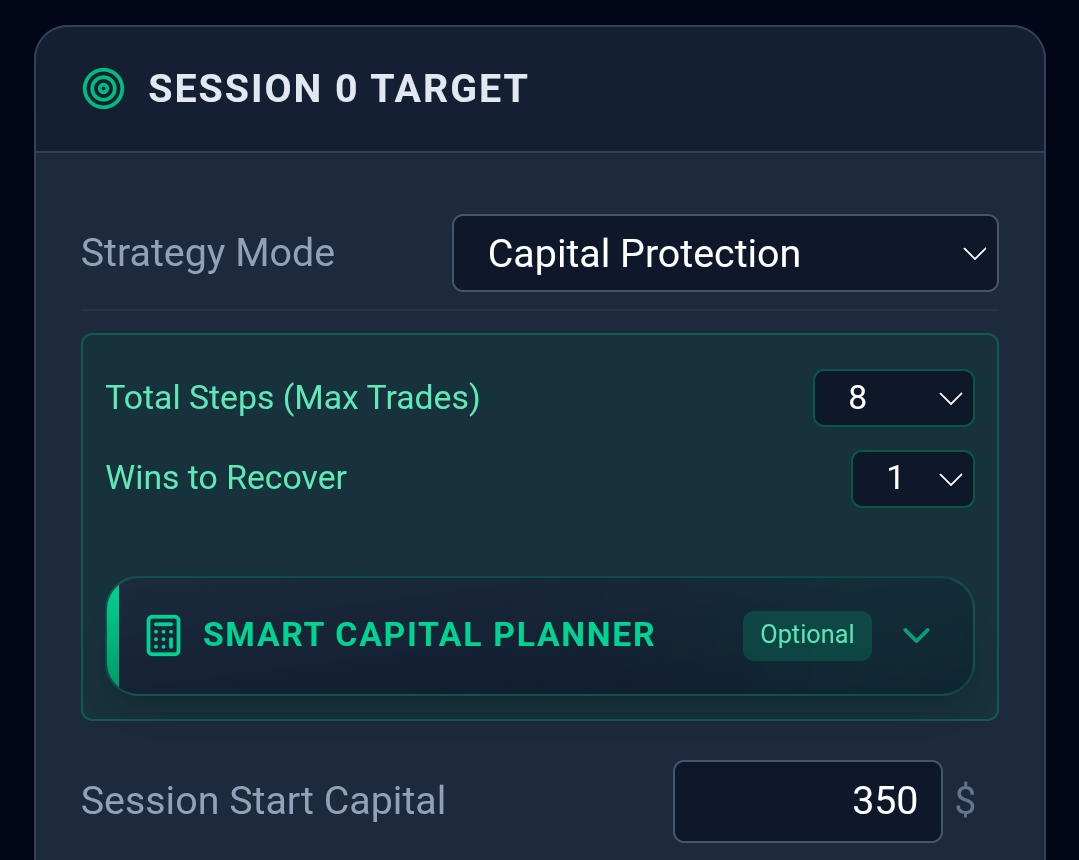 SESSION 0 TARGET
Strategy Mode Capital Protection
Total Steps (Max Trades) 8
Wins to Recover 1
SMART CAPITAL PLANNER Optional
Session Start Capital 350 $